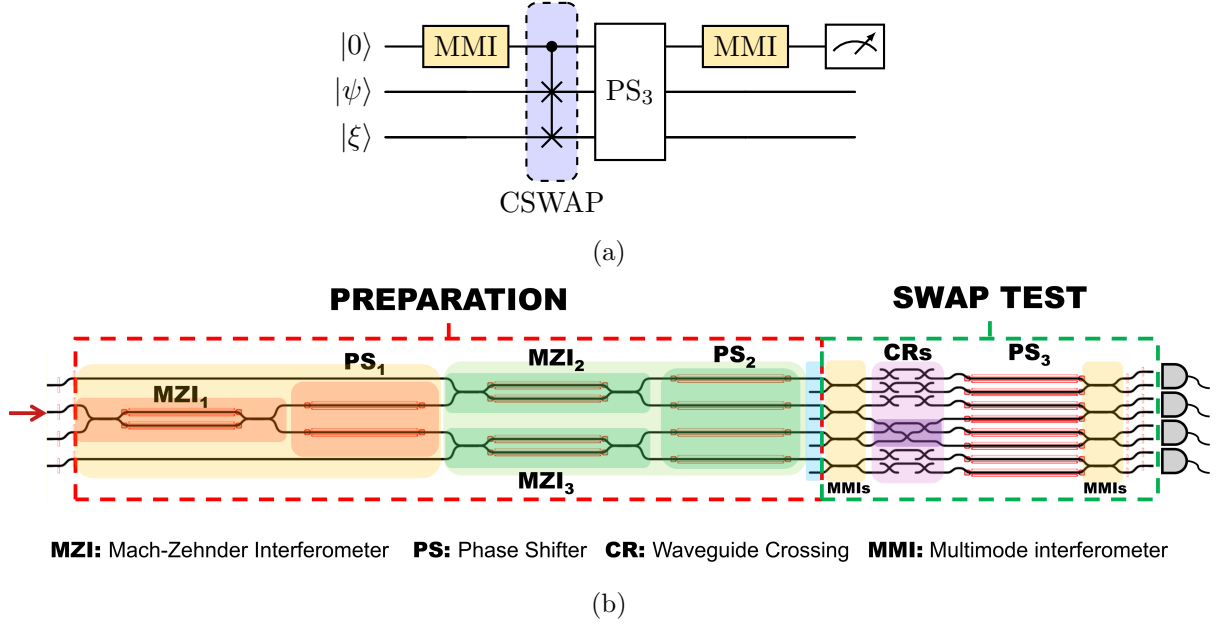 |0⟩ MMI MMI
|ψ⟩ PS₃
|ξ⟩
CSWAP
(a)
PREPARATION SWAP TEST
PS₁ MZI₂ PS₂ CRs PS₃
MZI₁
MZI₃ MMIs MMIs
MZI: Mach-Zehnder Interferometer PS: Phase Shifter CR: Waveguide Crossing MMI: Multimode interferometer
(b)